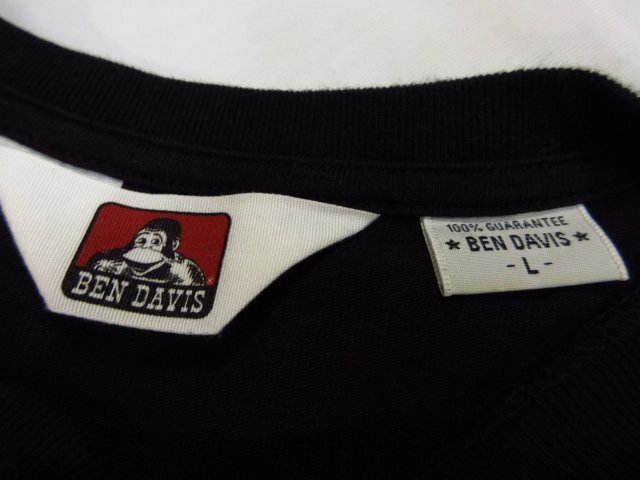 BEN DAVIS
100% GUARANTEE
★ BEN DAVIS ★
- L -